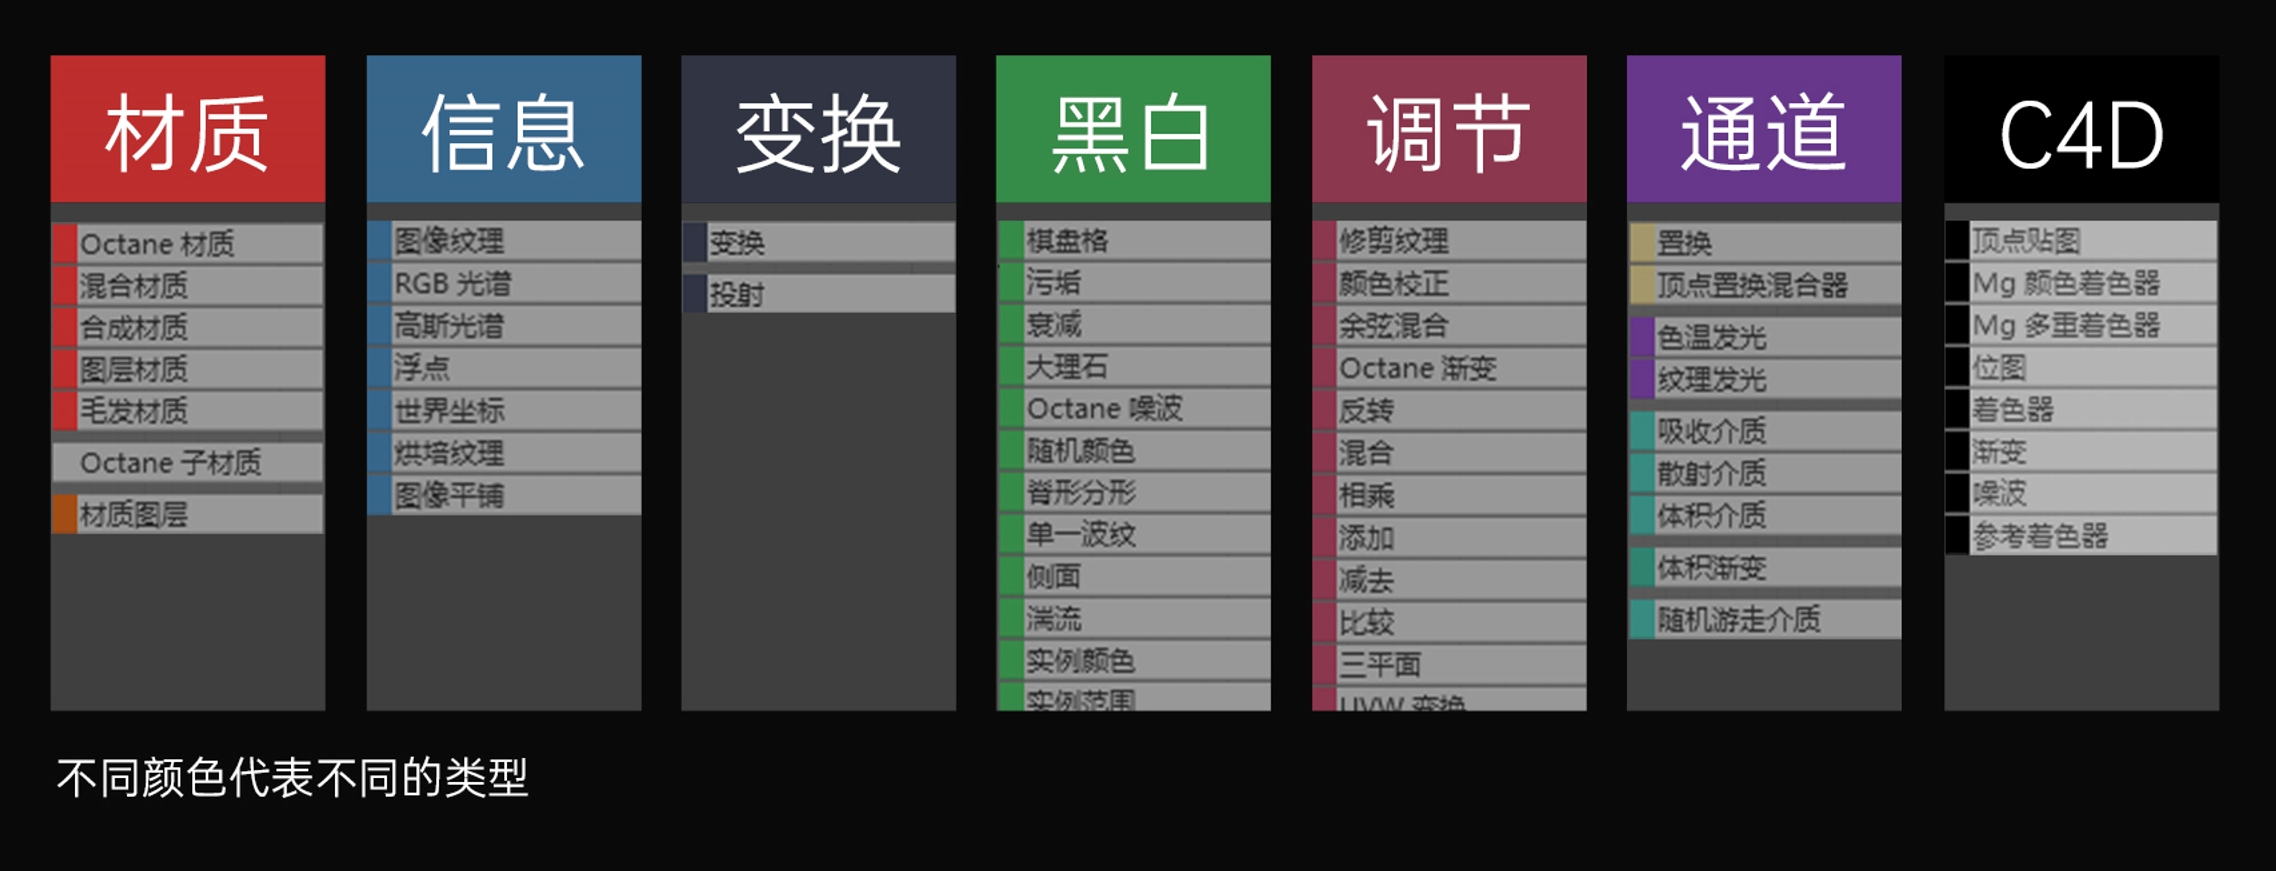 材质
Octane 材质
混合材质
合成材质
图层材质
毛发材质
Octane 子材质
材质图层
信息
图像纹理
RGB 光谱
高斯光谱
浮点
世界坐标
烘培纹理
图像平铺
变换
变换
投射
黑白
棋盘格
污垢
衰减
大理石
Octane 噪波
随机颜色
脊形分形
单一波纹
侧面
湍流
实例颜色
实例范围
调节
修剪纹理
颜色校正
余弦混合
Octane 渐变
反转
混合
相乘
添加
减去
比较
三平面
UVW 变换
通道
置换
顶点置换混合器
色温发光
纹理发光
吸收介质
散射介质
体积介质
体积渐变
随机游走介质
C4D
顶点贴图
Mg 颜色着色器
Mg 多重着色器
位图
着色器
渐变
噪波
参考着色器
不同颜色代表不同的类型